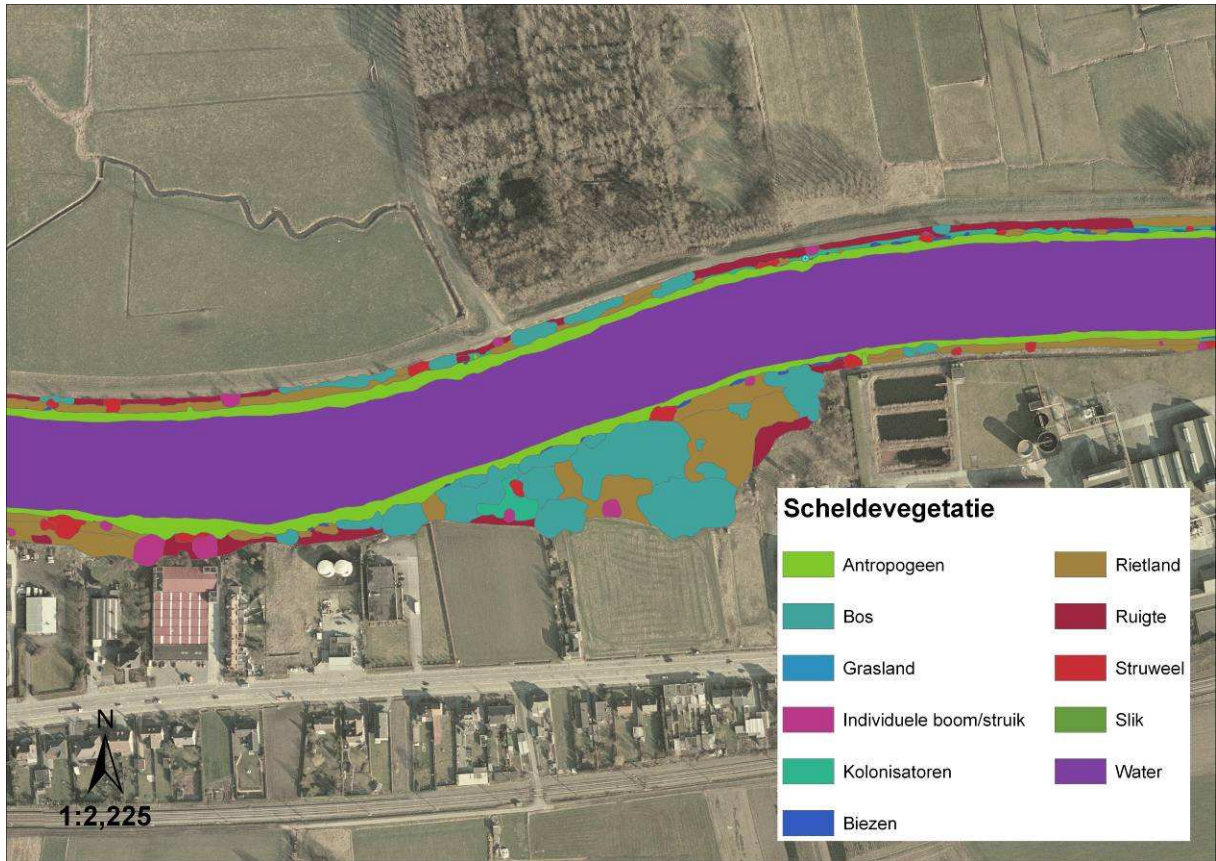 Scheldevegetatie
Antropogeen
Bos
Grasland
Individuele boom/struik
Kolonisatoren
Biezen
Rietland
Ruigte
Struweel
Slik
Water
N
1:2,225